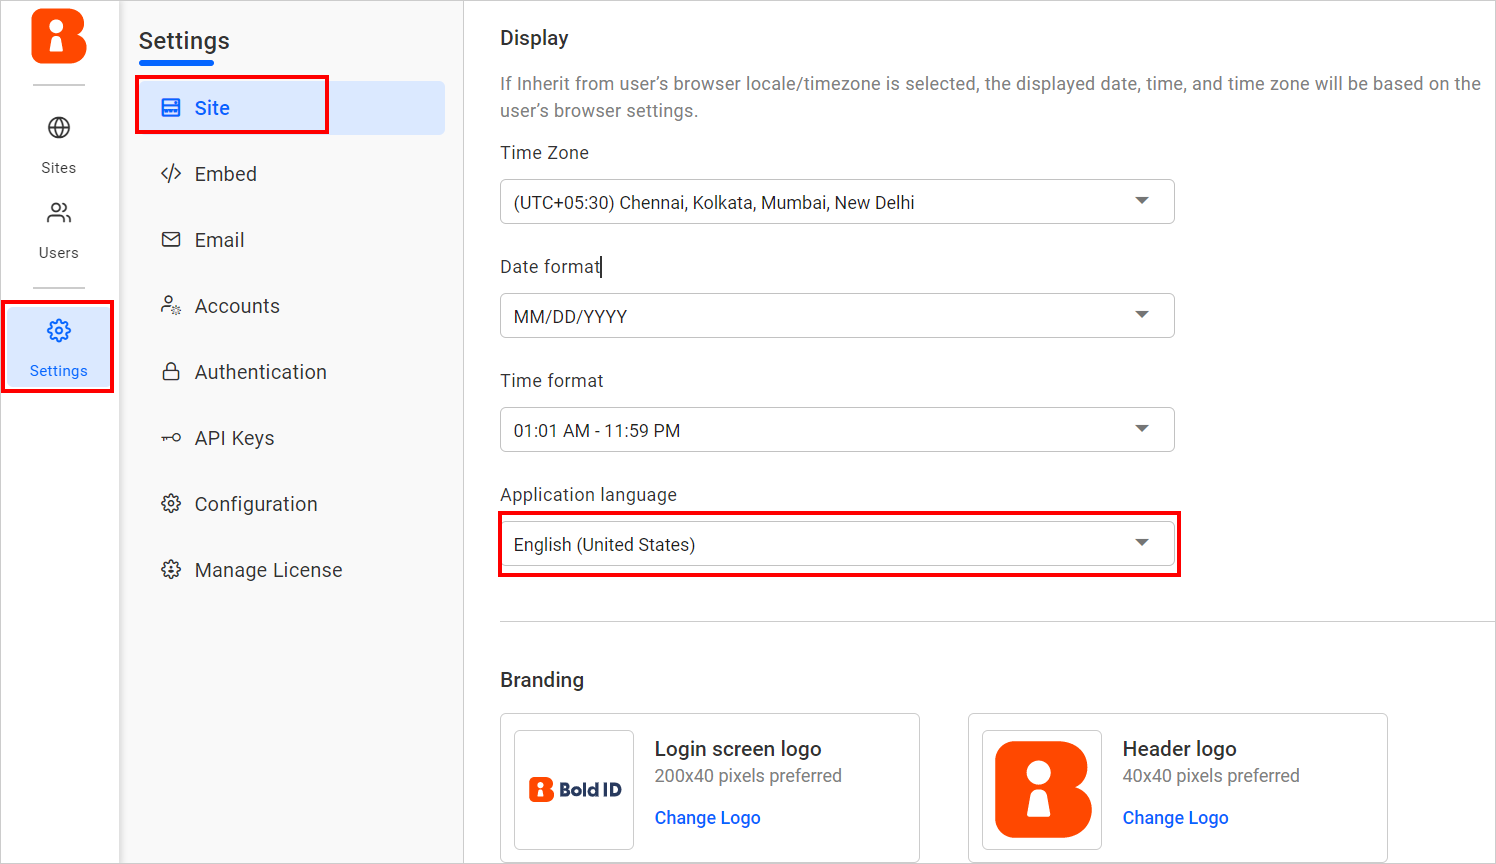 Sites
Users
Settings
Settings
Site
Embed
Email
Accounts
Authentication
API Keys
Configuration
Manage License
Display
If Inherit from user’s browser locale/timezone is selected, the displayed date, time, and time zone will be based on the
user’s browser settings.
Time Zone
(UTC+05:30) Chennai, Kolkata, Mumbai, New Delhi
Date format
MM/DD/YYYY
Time format
01:01 AM - 11:59 PM
Application language
English (United States)
Branding
Bold ID
Login screen logo
200x40 pixels preferred
Change Logo
Header logo
40x40 pixels preferred
Change Logo